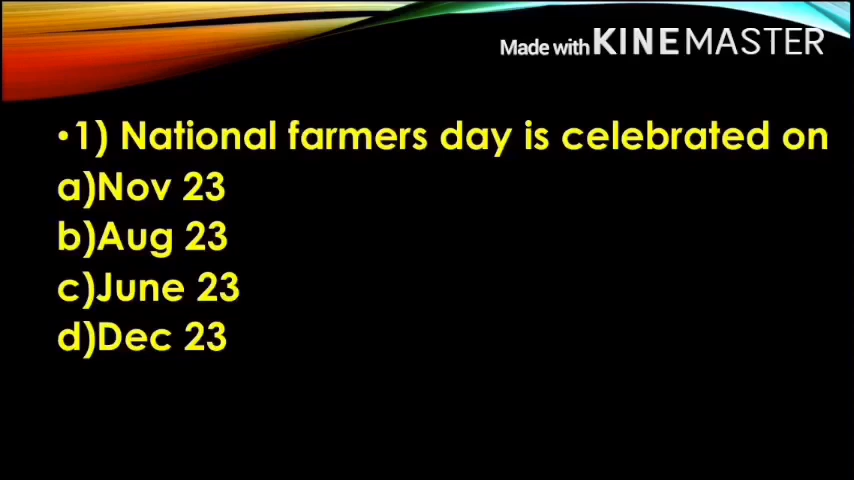 Made with KINEMASTER
•1) National farmers day is celebrated on
a)Nov 23
b)Aug 23
c)June 23
d)Dec 23